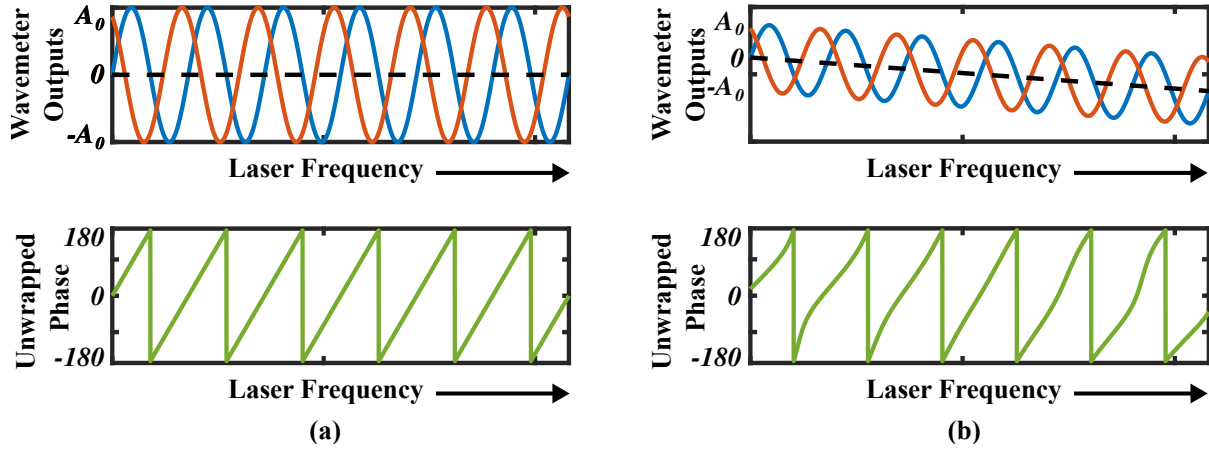 Wavemeter
Outputs
A₀
0
-A₀
Laser Frequency
Unwrapped
Phase
180
0
-180
Laser Frequency
(a)
Wavemeter
Outputs
A₀
0
-A₀
Laser Frequency
Unwrapped
Phase
180
0
-180
Laser Frequency
(b)